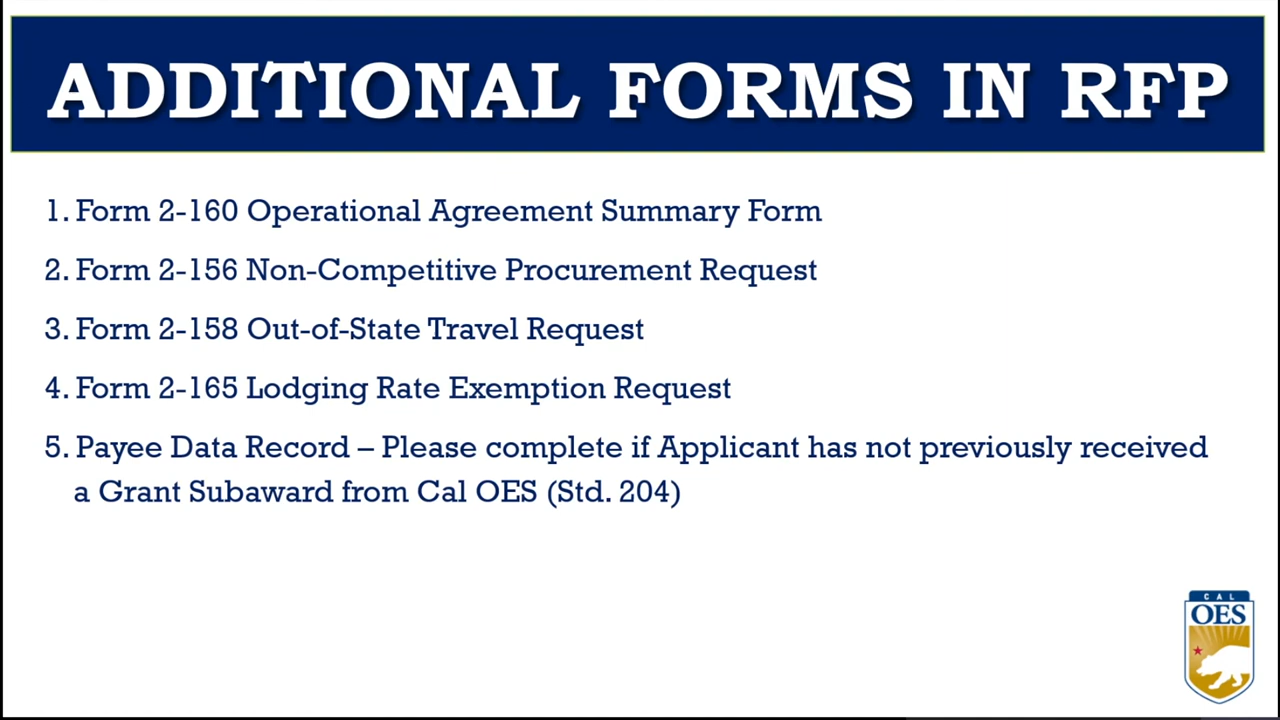 ADDITIONAL FORMS IN RFP
1. Form 2-160 Operational Agreement Summary Form
2. Form 2-156 Non-Competitive Procurement Request
3. Form 2-158 Out-of-State Travel Request
4. Form 2-165 Lodging Rate Exemption Request
5. Payee Data Record – Please complete if Applicant has not previously received
a Grant Subaward from Cal OES (Std. 204)
CAL
OES